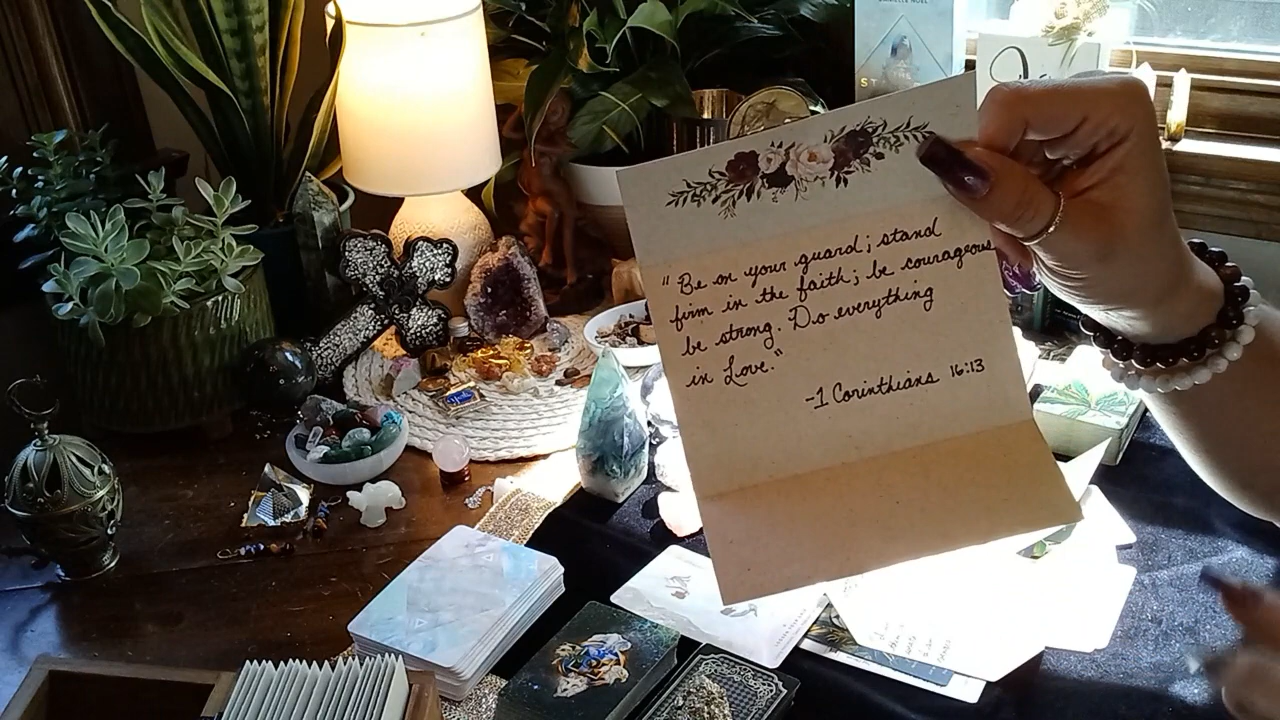 "Be on your guard; stand
firm in the faith; be courageous
be strong. Do everything
in Love."
-1 Corinthians 16:13